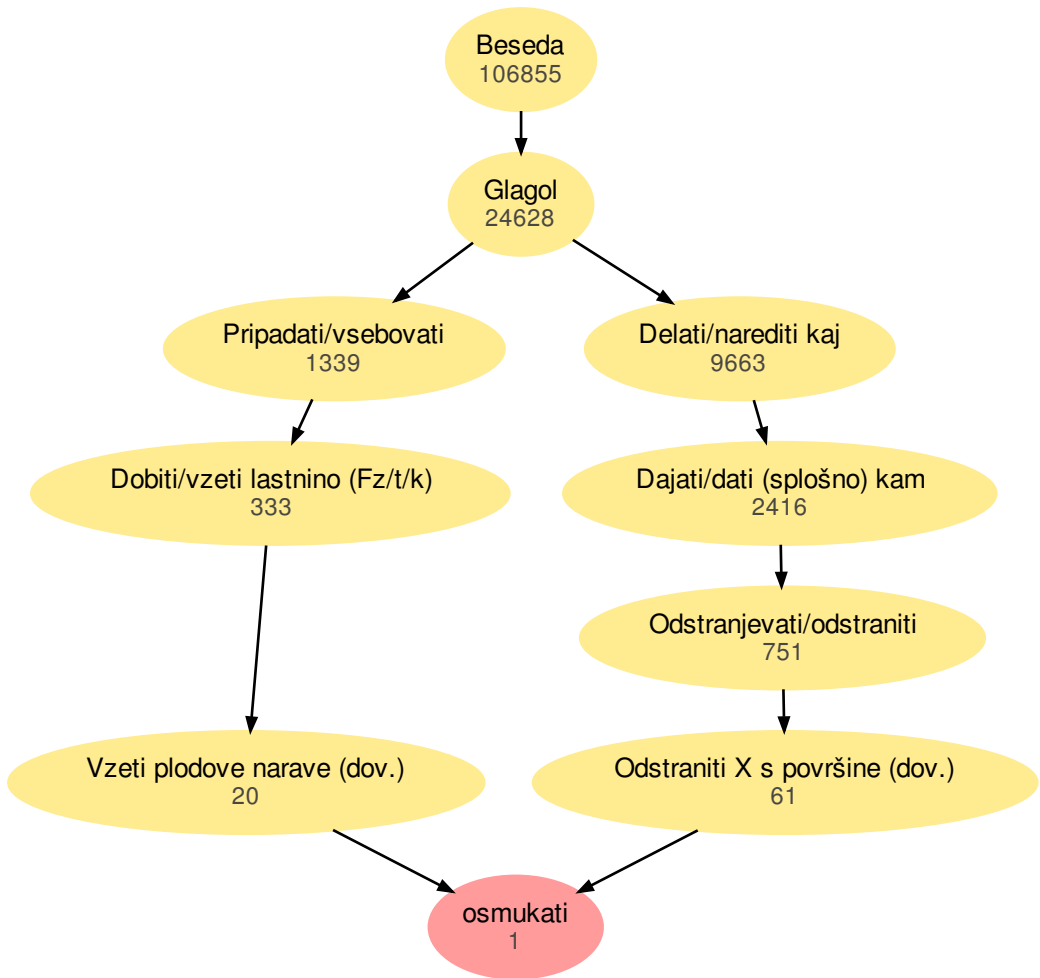 Beseda
106855
Glagol
24628
Pripadati/vsebovati
1339
Delati/narediti kaj
9663
Dobiti/vzeti lastnino (Fz/t/k)
333
Dajati/dati (splošno) kam
2416
Odstranjevati/odstraniti
751
Vzeti plodove narave (dov.)
20
Odstraniti X s površine (dov.)
61
osmukati
1